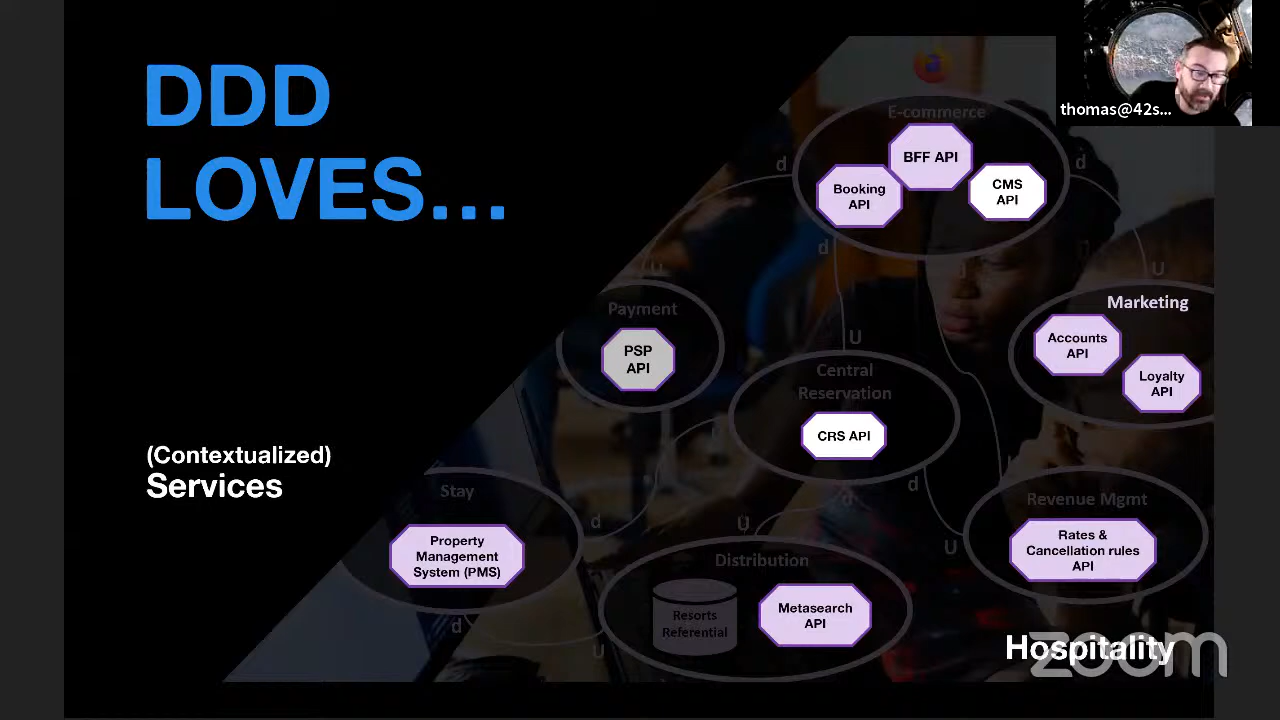 DDD
LOVES...
(Contextualized)
Services
thomas@42s...
E-commerce
BFF API
Booking
API
CMS
API
d
d
d
U
U
U
Payment
PSP
API
Central
Reservation
CRS API
Marketing
Accounts
API
Loyalty
API
Stay
Property
Management
System (PMS)
d
d
U
d
U
Distribution
Resorts
Referential
Metasearch
API
d
U
Revenue Mgmt
Rates &
Cancellation rules
API
U
Hospitality
zoom